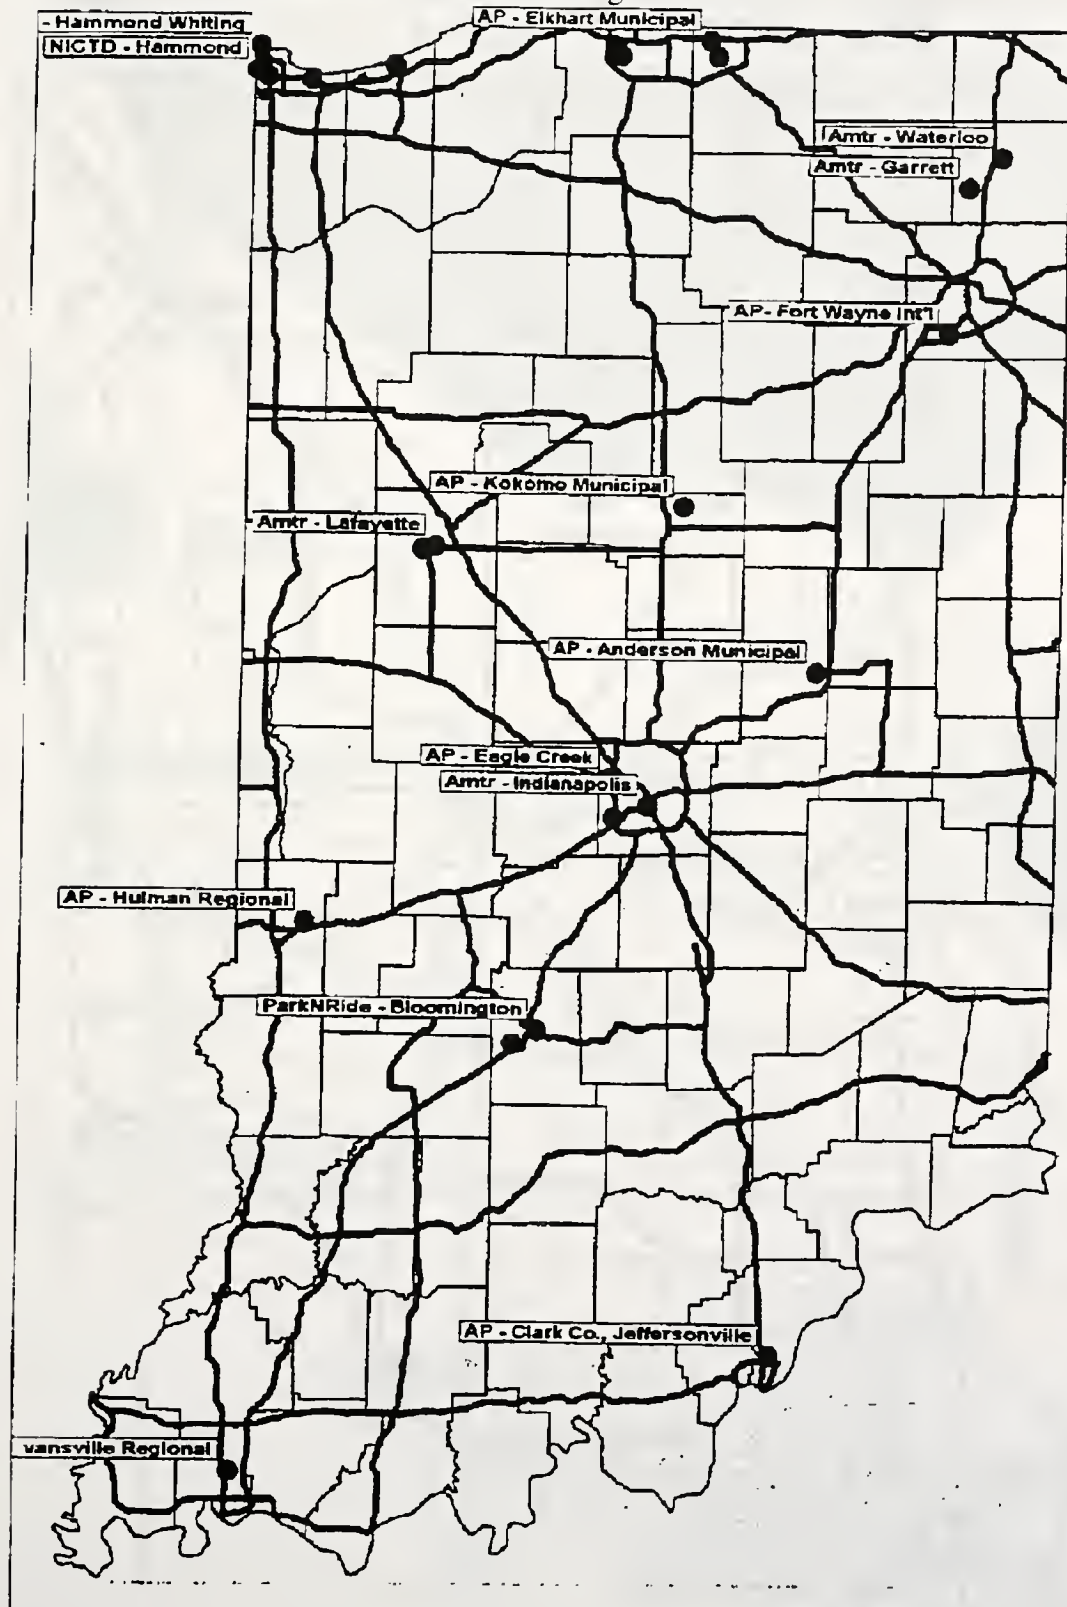 - Hammond Whiting
AP - Elkhart Municipal
NICTD - Hammond
Amtr - Waterloo
Amtr - Garrett
AP- Fort Wayne Int'l
AP - Kokomo Municipal
Amtr - Lafayette
AP - Anderson Municipal
AP - Eagle Creek
Amtr - Indianapolis
AP - Hulman Regional
ParkNRide - Bloomington
AP - Clark Co., Jeffersonville
vansville Regional